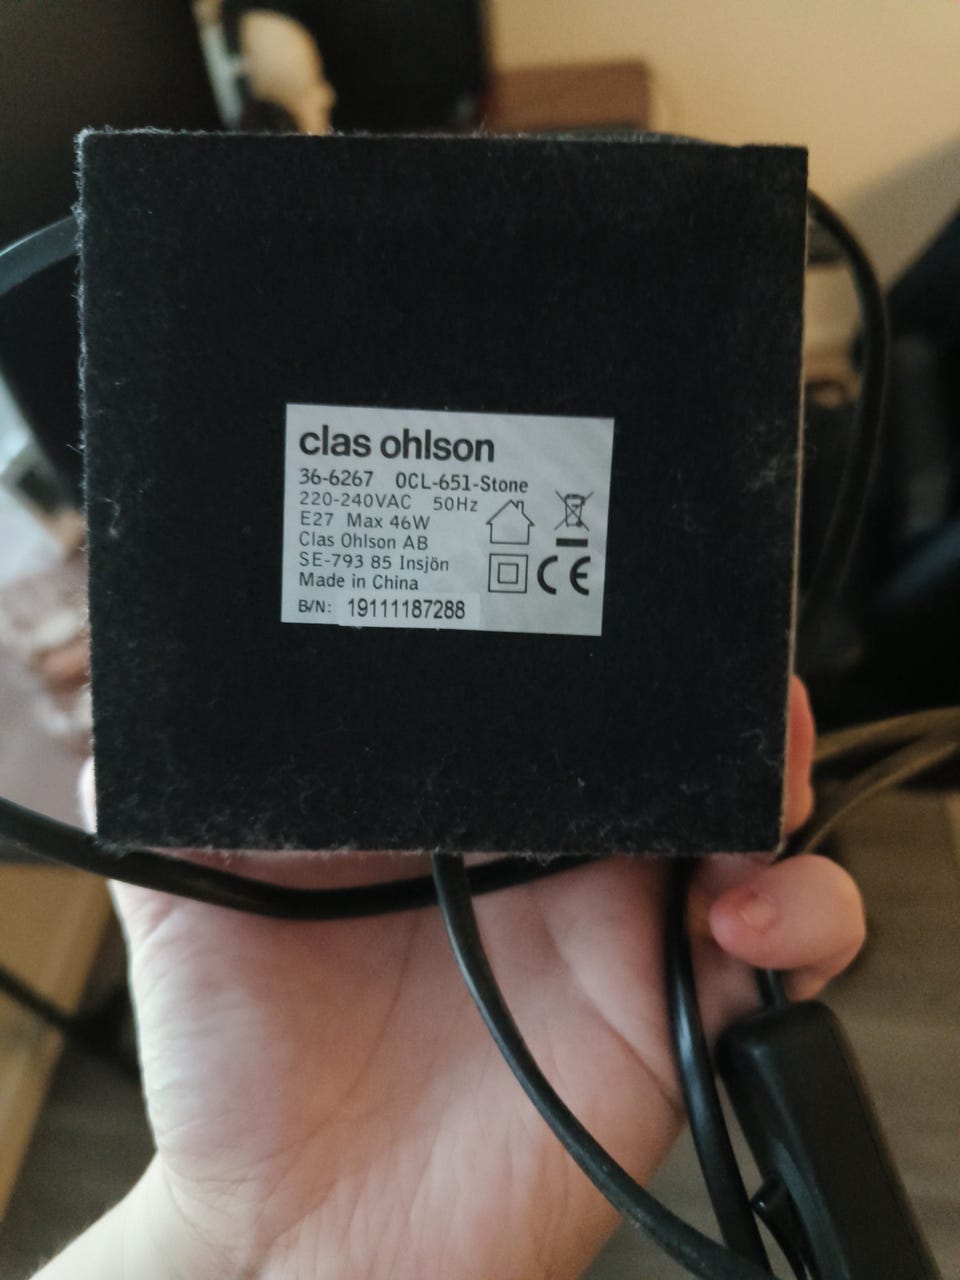 clas ohlson
36-6267 OCL-651-Stone
220-240VAC 50Hz
E27 Max 46W
Clas Ohlson AB
SE-793 85 Insjön
Made in China
CE
B/N: 19111187288